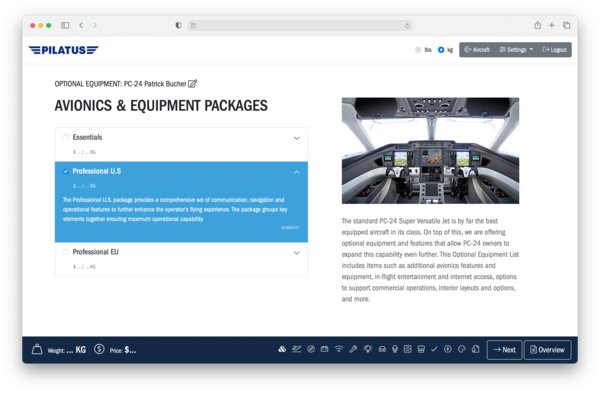 PILATUS
lbs
kg
Aircraft
Settings
Logout
OPTIONAL EQUIPMENT: PC-24 Patrick Bucher
AVIONICS & EQUIPMENT PACKAGES
Essentials
$ ... / ... KG
Professional U.S
$ ... / ... KG
The Professional U.S. package provides a comprehensive set of communication, navigation and
operational features to further enhance the operator's flying experience. The package groups key
elements together ensuring maximum operational capability.
Professional EU
$ ... / ... KG
The standard PC-24 Super Versatile Jet is by far the best
equipped aircraft in its class. On top of this, we are offering
optional equipment and features that allow PC-24 owners to
expand this capability even further. This Optional Equipment List
includes items such as additional avionics features and
equipment, in-flight entertainment and internet access, options
to support commercial operations, interior layouts and options,
and more.
Weight: ... KG
Price: $...
Next
Overview